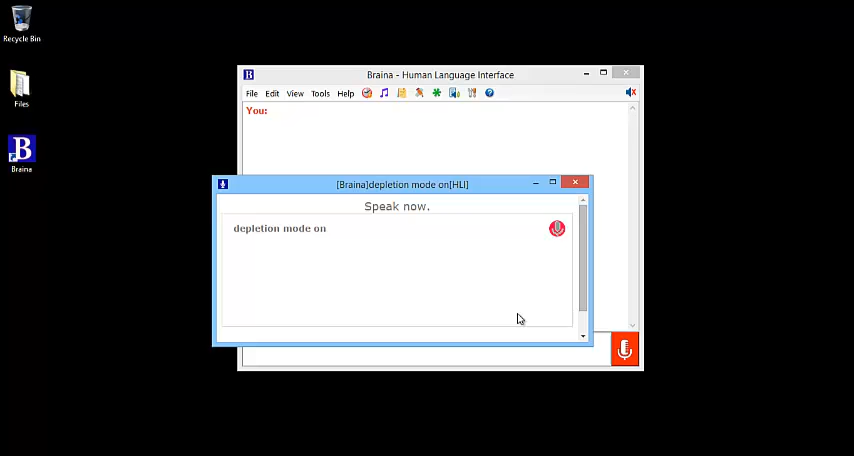 Recycle Bin
Files
B
Braina
B
Braina - Human Language Interface
File Edit View Tools Help
You:
[Braina]depletion mode on[HLI]
Speak now.
depletion mode on